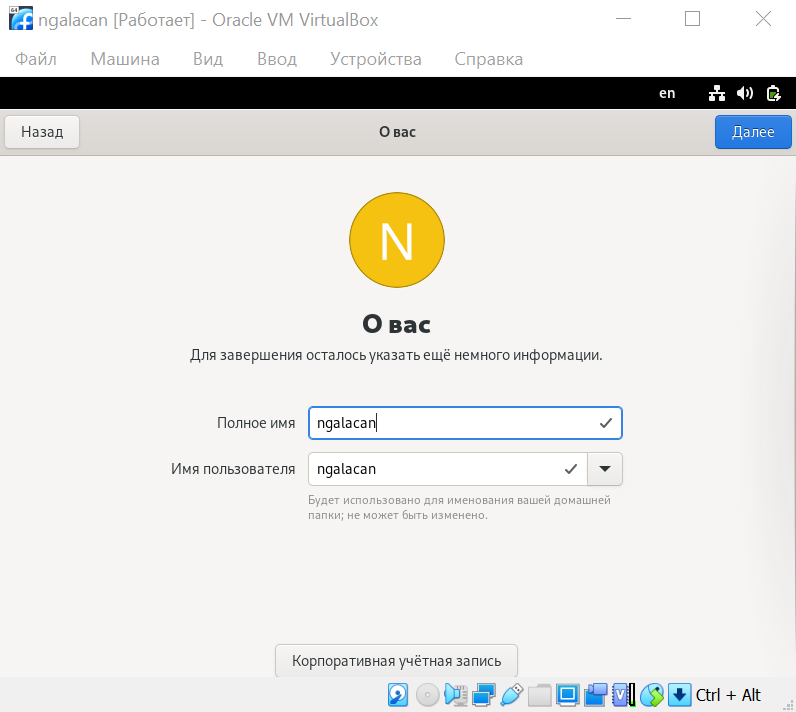 ngalacan [Работает] - Oracle VM VirtualBox
Файл Машина Вид Ввод Устройства Справка
en
Назад О вас Далее
N
О вас
Для завершения осталось указать ещё немного информации.
Полное имя ngalacan
Имя пользователя ngalacan
Будет использовано для именования вашей домашней
папки; не может быть изменено.
Корпоративная учётная запись
Ctrl + Alt